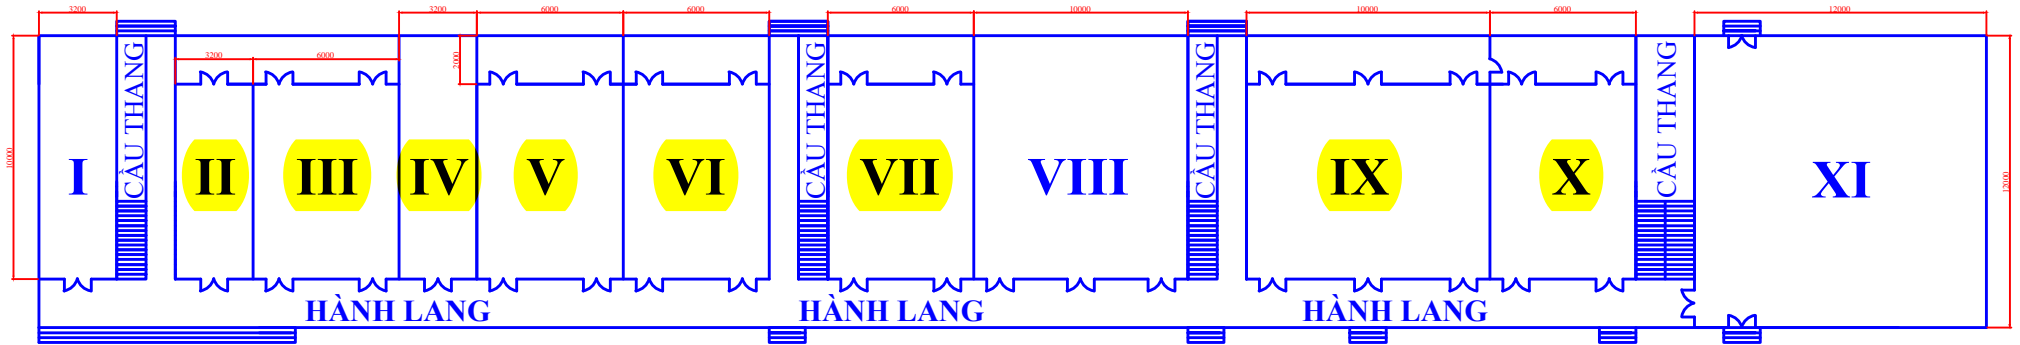 3200 3200 6000 6000 6000 10000 10000 6000 12000
3200 6000
2000
10000
12000
I
CẦU THANG
II
III
IV
V
VI
CẦU THANG
VII
VIII
CẦU THANG
IX
X
CẦU THANG
XI
HÀNH LANG
HÀNH LANG
HÀNH LANG